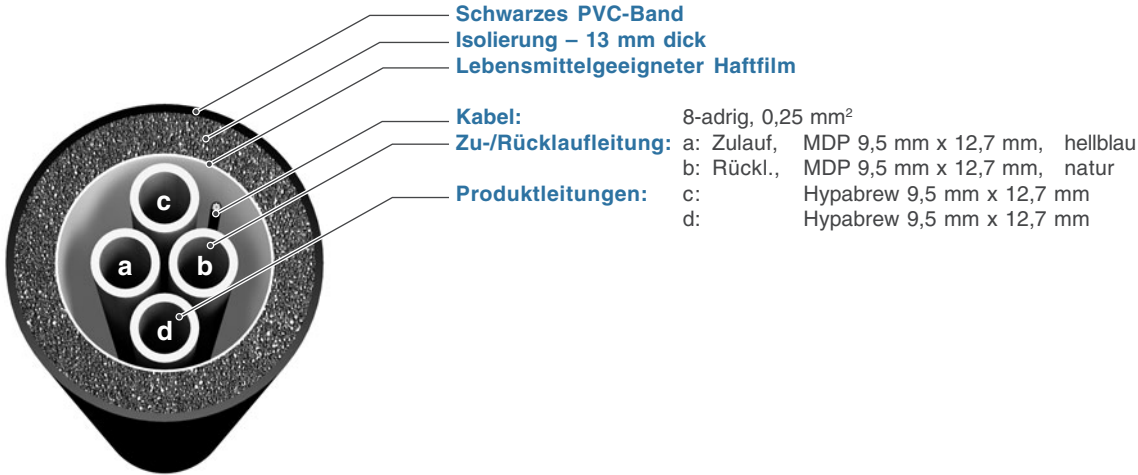 Schwarzes PVC-Band
Isolierung – 13 mm dick
Lebensmittelgeeigneter Haftfilm
Kabel: 8-adrig, 0,25 mm²
Zu-/Rücklaufleitung: a: Zulauf, MDP 9,5 mm x 12,7 mm, hellblau
b: Rückl., MDP 9,5 mm x 12,7 mm, natur
Produktleitungen: c: Hypabrew 9,5 mm x 12,7 mm
d: Hypabrew 9,5 mm x 12,7 mm
c
a b
d